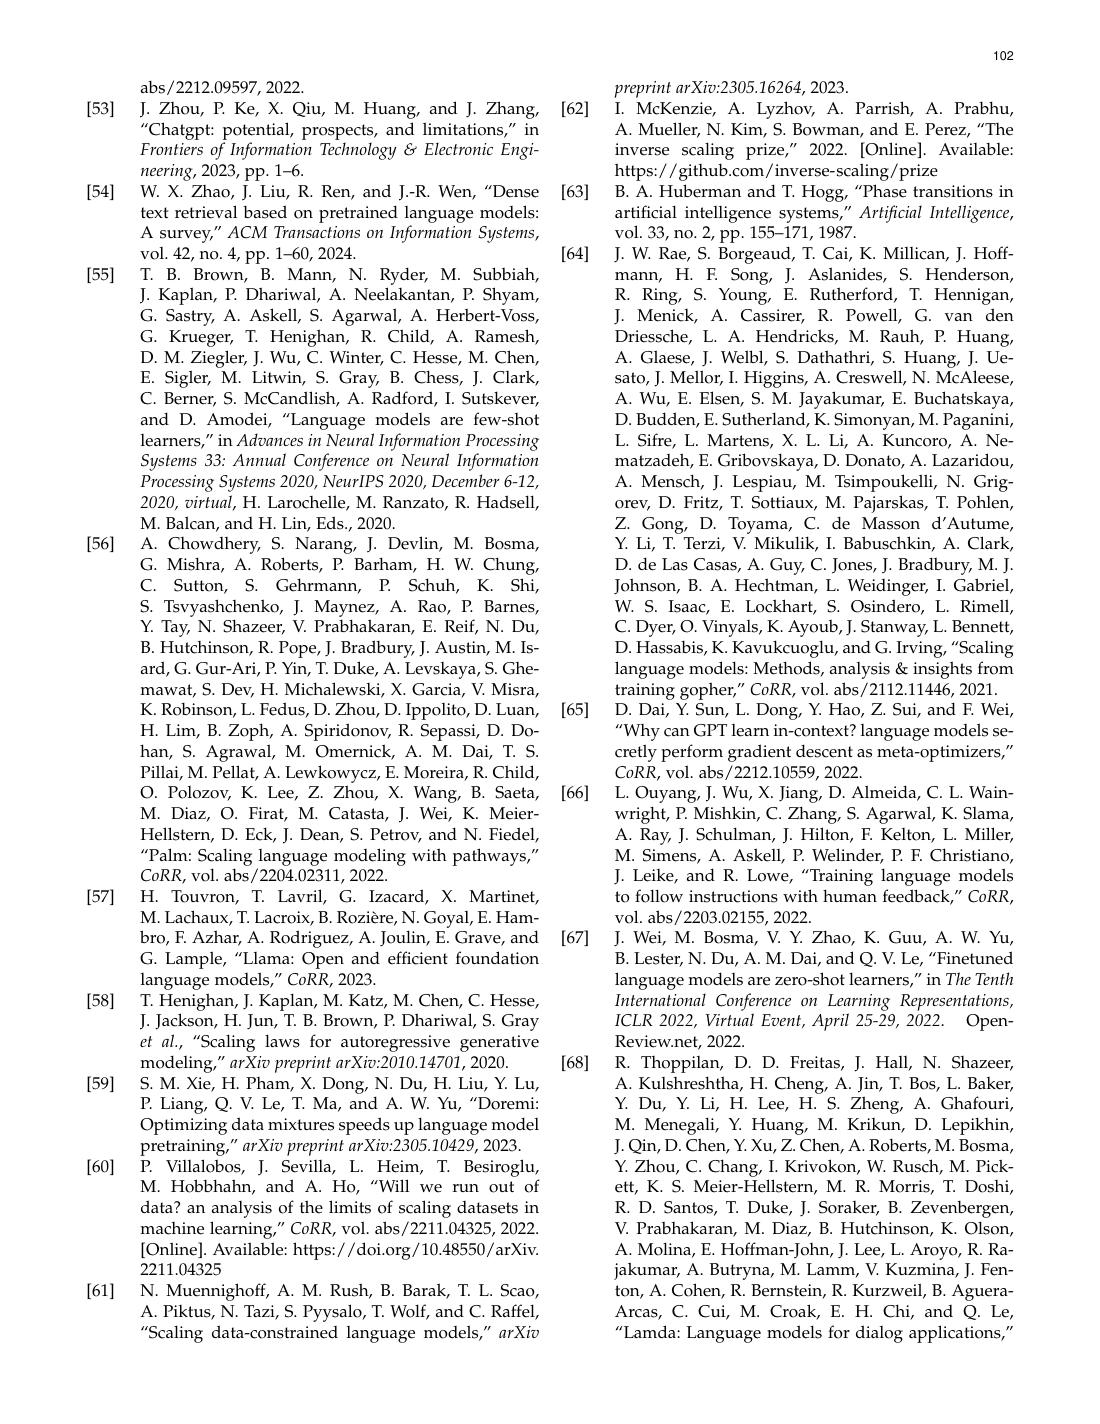 102
abs/2212.09597, 2022.
[53] J. Zhou, P. Ke, X. Qiu, M. Huang, and J. Zhang,
“Chatgpt: potential, prospects, and limitations,” in
Frontiers of Information Technology & Electronic Engi-
neering, 2023, pp. 1–6.
[54] W. X. Zhao, J. Liu, R. Ren, and J.-R. Wen, “Dense
text retrieval based on pretrained language models:
A survey,” ACM Transactions on Information Systems,
vol. 42, no. 4, pp. 1–60, 2024.
[55] T. B. Brown, B. Mann, N. Ryder, M. Subbiah,
J. Kaplan, P. Dhariwal, A. Neelakantan, P. Shyam,
G. Sastry, A. Askell, S. Agarwal, A. Herbert-Voss,
G. Krueger, T. Henighan, R. Child, A. Ramesh,
D. M. Ziegler, J. Wu, C. Winter, C. Hesse, M. Chen,
E. Sigler, M. Litwin, S. Gray, B. Chess, J. Clark,
C. Berner, S. McCandlish, A. Radford, I. Sutskever,
and D. Amodei, “Language models are few-shot
learners,” in Advances in Neural Information Processing
Systems 33: Annual Conference on Neural Information
Processing Systems 2020, NeurIPS 2020, December 6-12,
2020, virtual, H. Larochelle, M. Ranzato, R. Hadsell,
M. Balcan, and H. Lin, Eds., 2020.
[56] A. Chowdhery, S. Narang, J. Devlin, M. Bosma,
G. Mishra, A. Roberts, P. Barham, H. W. Chung,
C. Sutton, S. Gehrmann, P. Schuh, K. Shi,
S. Tsvyashchenko, J. Maynez, A. Rao, P. Barnes,
Y. Tay, N. Shazeer, V. Prabhakaran, E. Reif, N. Du,
B. Hutchinson, R. Pope, J. Bradbury, J. Austin, M. Is-
ard, G. Gur-Ari, P. Yin, T. Duke, A. Levskaya, S. Ghe-
mawat, S. Dev, H. Michalewski, X. Garcia, V. Misra,
K. Robinson, L. Fedus, D. Zhou, D. Ippolito, D. Luan,
H. Lim, B. Zoph, A. Spiridonov, R. Sepassi, D. Do-
han, S. Agrawal, M. Omernick, A. M. Dai, T. S.
Pillai, M. Pellat, A. Lewkowycz, E. Moreira, R. Child,
O. Polozov, K. Lee, Z. Zhou, X. Wang, B. Saeta,
M. Diaz, O. Firat, M. Catasta, J. Wei, K. Meier-
Hellstern, D. Eck, J. Dean, S. Petrov, and N. Fiedel,
“Palm: Scaling language modeling with pathways,”
CoRR, vol. abs/2204.02311, 2022.
[57] H. Touvron, T. Lavril, G. Izacard, X. Martinet,
M. Lachaux, T. Lacroix, B. Rozière, N. Goyal, E. Ham-
bro, F. Azhar, A. Rodriguez, A. Joulin, E. Grave, and
G. Lample, “Llama: Open and efficient foundation
language models,” CoRR, 2023.
[58] T. Henighan, J. Kaplan, M. Katz, M. Chen, C. Hesse,
J. Jackson, H. Jun, T. B. Brown, P. Dhariwal, S. Gray
et al., “Scaling laws for autoregressive generative
modeling,” arXiv preprint arXiv:2010.14701, 2020.
[59] S. M. Xie, H. Pham, X. Dong, N. Du, H. Liu, Y. Lu,
P. Liang, Q. V. Le, T. Ma, and A. W. Yu, “Doremi:
Optimizing data mixtures speeds up language model
pretraining,” arXiv preprint arXiv:2305.10429, 2023.
[60] P. Villalobos, J. Sevilla, L. Heim, T. Besiroglu,
M. Hobbhahn, and A. Ho, “Will we run out of
data? an analysis of the limits of scaling datasets in
machine learning,” CoRR, vol. abs/2211.04325, 2022.
[Online]. Available: https://doi.org/10.48550/arXiv.
2211.04325
[61] N. Muennighoff, A. M. Rush, B. Barak, T. L. Scao,
A. Piktus, N. Tazi, S. Pyysalo, T. Wolf, and C. Raffel,
“Scaling data-constrained language models,” arXiv
preprint arXiv:2305.16264, 2023.
[62] I. McKenzie, A. Lyzhov, A. Parrish, A. Prabhu,
A. Mueller, N. Kim, S. Bowman, and E. Perez, “The
inverse scaling prize,” 2022. [Online]. Available:
https://github.com/inverse-scaling/prize
[63] B. A. Huberman and T. Hogg, “Phase transitions in
artificial intelligence systems,” Artificial Intelligence,
vol. 33, no. 2, pp. 155–171, 1987.
[64] J. W. Rae, S. Borgeaud, T. Cai, K. Millican, J. Hoff-
mann, H. F. Song, J. Aslanides, S. Henderson,
R. Ring, S. Young, E. Rutherford, T. Hennigan,
J. Menick, A. Cassirer, R. Powell, G. van den
Driessche, L. A. Hendricks, M. Rauh, P. Huang,
A. Glaese, J. Welbl, S. Dathathri, S. Huang, J. Ue-
sato, J. Mellor, I. Higgins, A. Creswell, N. McAleese,
A. Wu, E. Elsen, S. M. Jayakumar, E. Buchatskaya,
D. Budden, E. Sutherland, K. Simonyan, M. Paganini,
L. Sifre, L. Martens, X. L. Li, A. Kuncoro, A. Ne-
matzadeh, E. Gribovskaya, D. Donato, A. Lazaridou,
A. Mensch, J. Lespiau, M. Tsimpoukelli, N. Grig-
orev, D. Fritz, T. Sottiaux, M. Pajarskas, T. Pohlen,
Z. Gong, D. Toyama, C. de Masson d’Autume,
Y. Li, T. Terzi, V. Mikulik, I. Babuschkin, A. Clark,
D. de Las Casas, A. Guy, C. Jones, J. Bradbury, M. J.
Johnson, B. A. Hechtman, L. Weidinger, I. Gabriel,
W. S. Isaac, E. Lockhart, S. Osindero, L. Rimell,
C. Dyer, O. Vinyals, K. Ayoub, J. Stanway, L. Bennett,
D. Hassabis, K. Kavukcuoglu, and G. Irving, “Scaling
language models: Methods, analysis & insights from
training gopher,” CoRR, vol. abs/2112.11446, 2021.
[65] D. Dai, Y. Sun, L. Dong, Y. Hao, Z. Sui, and F. Wei,
“Why can GPT learn in-context? language models se-
cretly perform gradient descent as meta-optimizers,”
CoRR, vol. abs/2212.10559, 2022.
[66] L. Ouyang, J. Wu, X. Jiang, D. Almeida, C. L. Wain-
wright, P. Mishkin, C. Zhang, S. Agarwal, K. Slama,
A. Ray, J. Schulman, J. Hilton, F. Kelton, L. Miller,
M. Simens, A. Askell, P. Welinder, P. F. Christiano,
J. Leike, and R. Lowe, “Training language models
to follow instructions with human feedback,” CoRR,
vol. abs/2203.02155, 2022.
[67] J. Wei, M. Bosma, V. Y. Zhao, K. Guu, A. W. Yu,
B. Lester, N. Du, A. M. Dai, and Q. V. Le, “Finetuned
language models are zero-shot learners,” in The Tenth
International Conference on Learning Representations,
ICLR 2022, Virtual Event, April 25-29, 2022. Open-
Review.net, 2022.
[68] R. Thoppilan, D. D. Freitas, J. Hall, N. Shazeer,
A. Kulshreshtha, H. Cheng, A. Jin, T. Bos, L. Baker,
Y. Du, Y. Li, H. Lee, H. S. Zheng, A. Ghafouri,
M. Menegali, Y. Huang, M. Krikun, D. Lepikhin,
J. Qin, D. Chen, Y. Xu, Z. Chen, A. Roberts, M. Bosma,
Y. Zhou, C. Chang, I. Krivokon, W. Rusch, M. Pick-
ett, K. S. Meier-Hellstern, M. R. Morris, T. Doshi,
R. D. Santos, T. Duke, J. Soraker, B. Zevenbergen,
V. Prabhakaran, M. Diaz, B. Hutchinson, K. Olson,
A. Molina, E. Hoffman-John, J. Lee, L. Aroyo, R. Ra-
jakumar, A. Butryna, M. Lamm, V. Kuzmina, J. Fen-
ton, A. Cohen, R. Bernstein, R. Kurzweil, B. Aguera-
Arcas, C. Cui, M. Croak, E. H. Chi, and Q. Le,
“Lamda: Language models for dialog applications,”